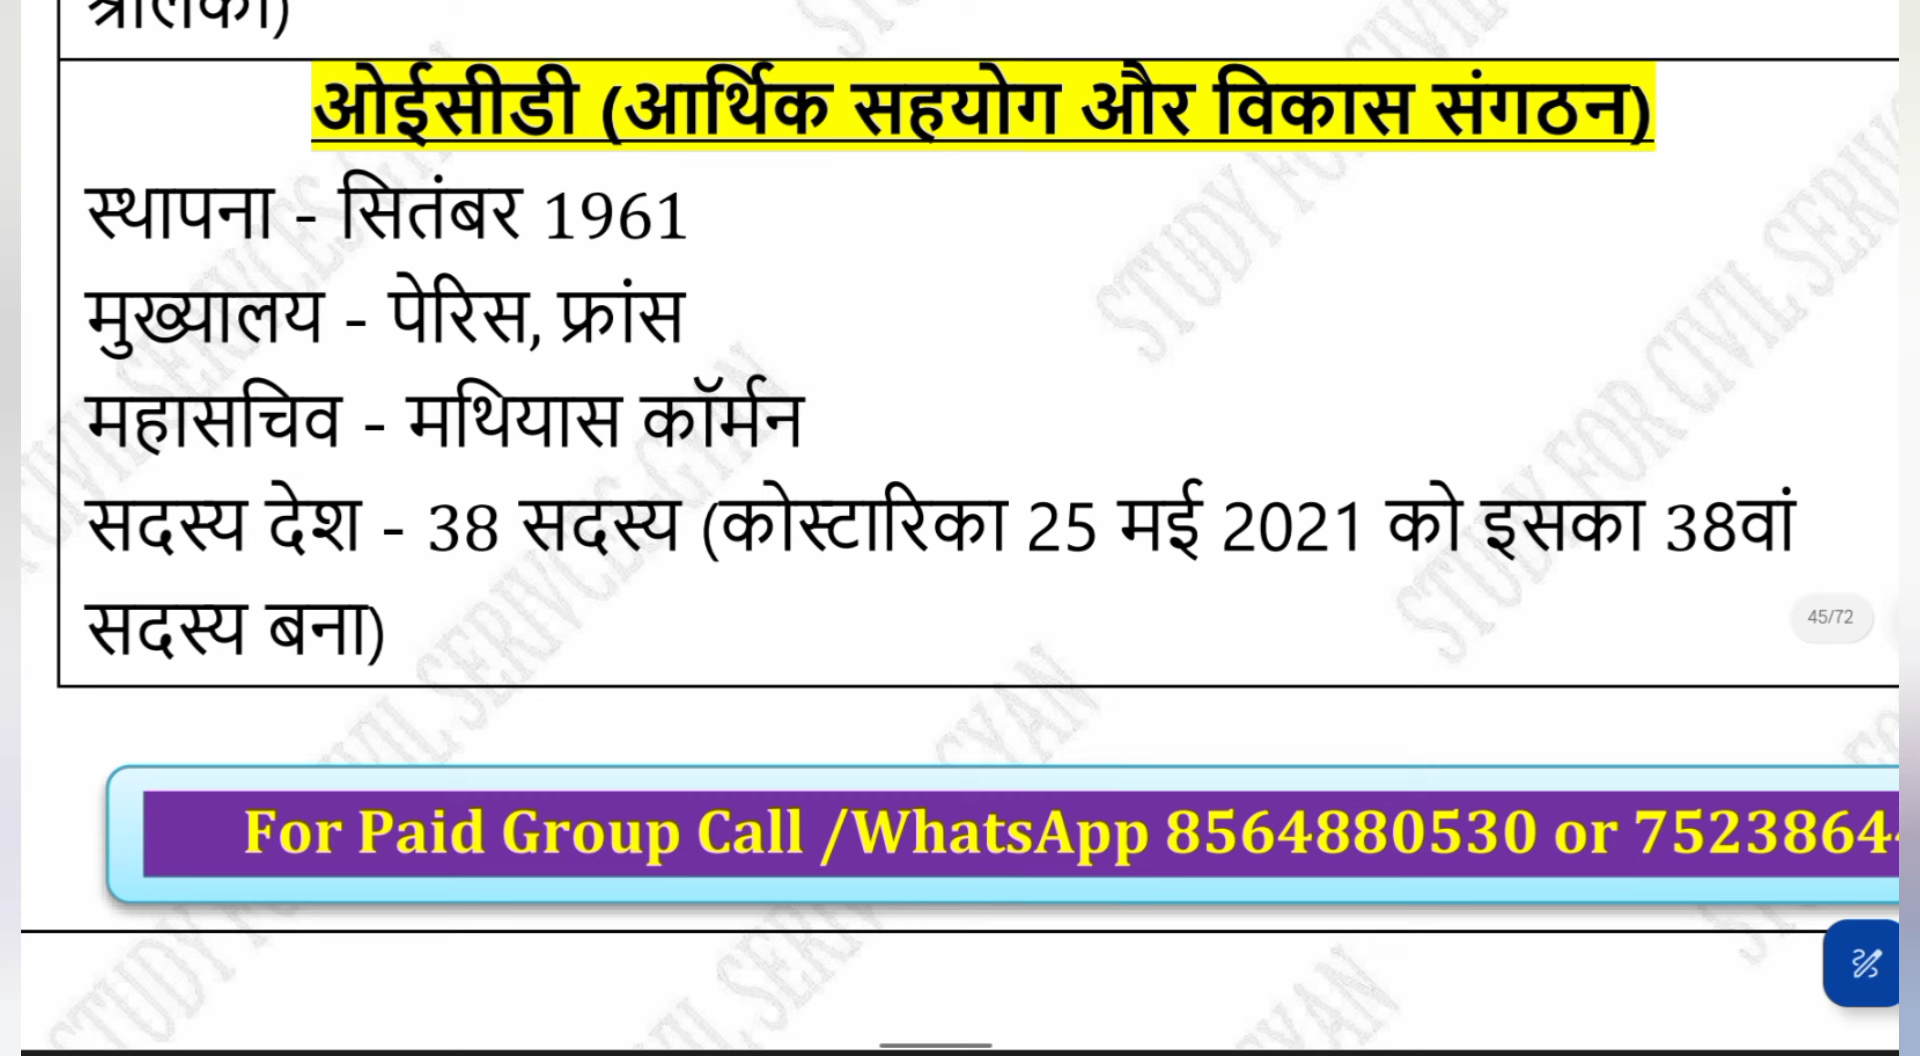 ओईसीडी (आर्थिक सहयोग और विकास संगठन)
स्थापना - सितंबर 1961
मुख्यालय - पेरिस, फ्रांस
महासचिव - मथियास कॉर्मन
सदस्य देश - 38 सदस्य (कोस्टारिका 25 मई 2021 को इसका 38वां
सदस्य बना)
45/72
For Paid Group Call /WhatsApp 8564880530 or 7523864